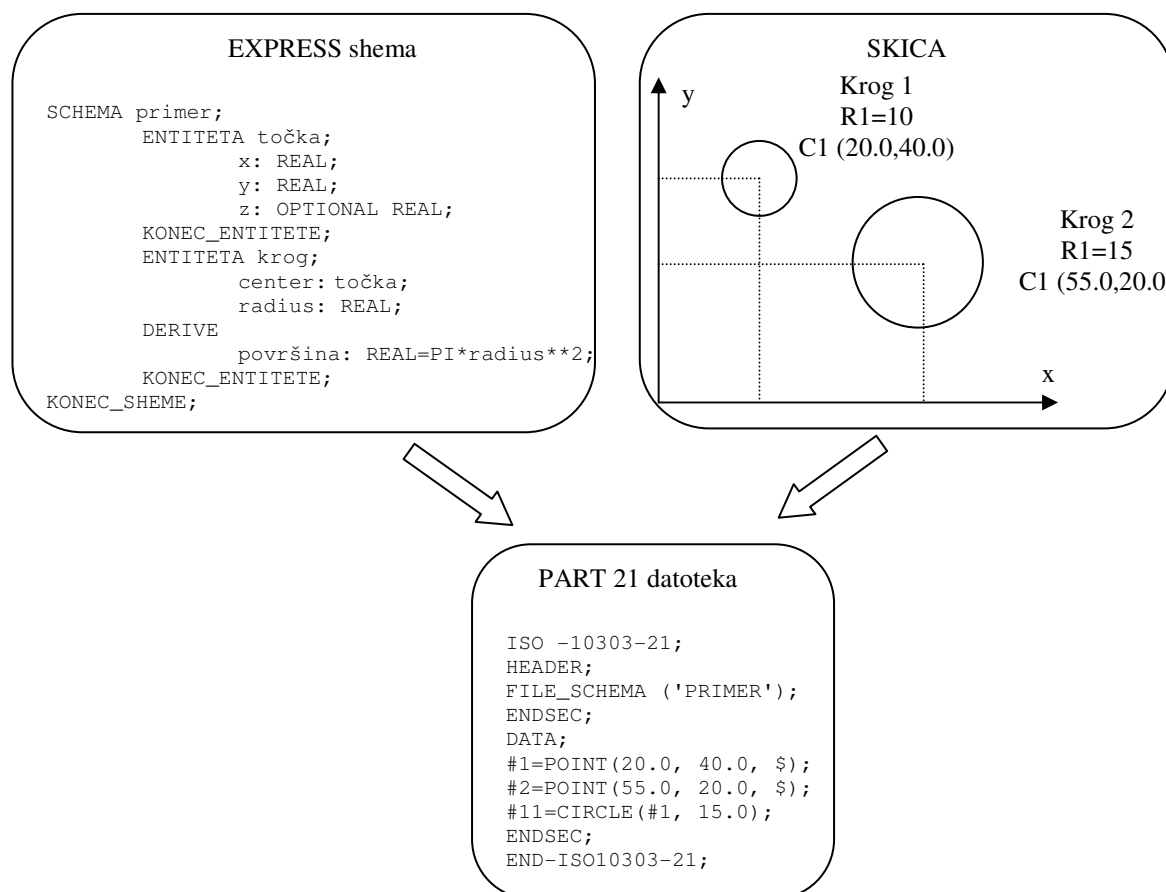 EXPRESS shema
SCHEMA primer;
ENTITETA točka;
x: REAL;
y: REAL;
z: OPTIONAL REAL;
KONEC_ENTITETE;
ENTITETA krog;
center: točka;
radius: REAL;
DERIVE
površina: REAL=PI*radius**2;
KONEC_ENTITETE;
KONEC_SHEME;
SKICA
y
Krog 1
R1=10
C1 (20.0,40.0)
Krog 2
R1=15
C1 (55.0,20.0
x
PART 21 datoteka
ISO -10303-21;
HEADER;
FILE_SCHEMA ('PRIMER');
ENDSEC;
DATA;
#1=POINT(20.0, 40.0, $);
#2=POINT(55.0, 20.0, $);
#11=CIRCLE(#1, 15.0);
ENDSEC;
END-ISO10303-21;